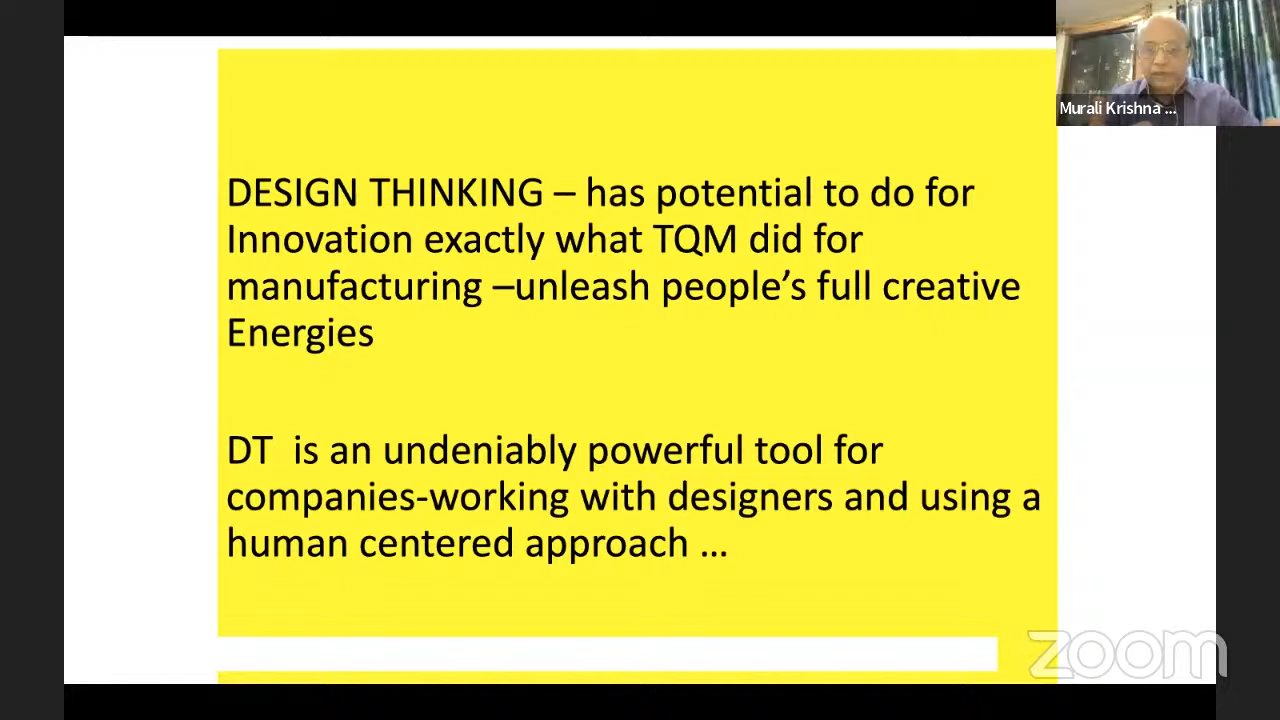 Murali Krishna ...
DESIGN THINKING – has potential to do for
Innovation exactly what TQM did for
manufacturing –unleash people’s full creative
Energies
DT  is an undeniably powerful tool for
companies-working with designers and using a
human centered approach ...
zoom